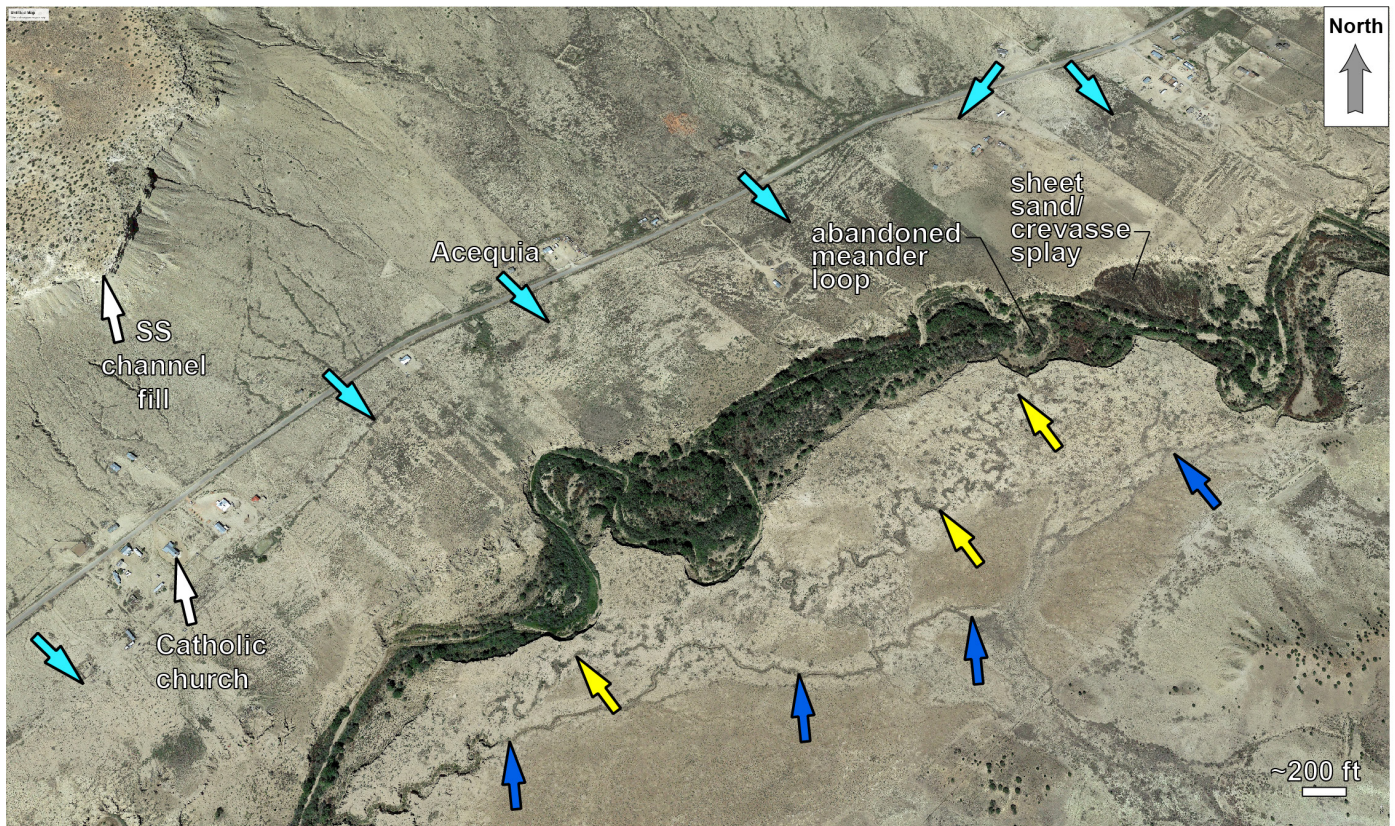 North
sheet
sand/
crevasse
splay
abandoned
meander
loop
Acequia
SS
channel
fill
Catholic
church
~200 ft